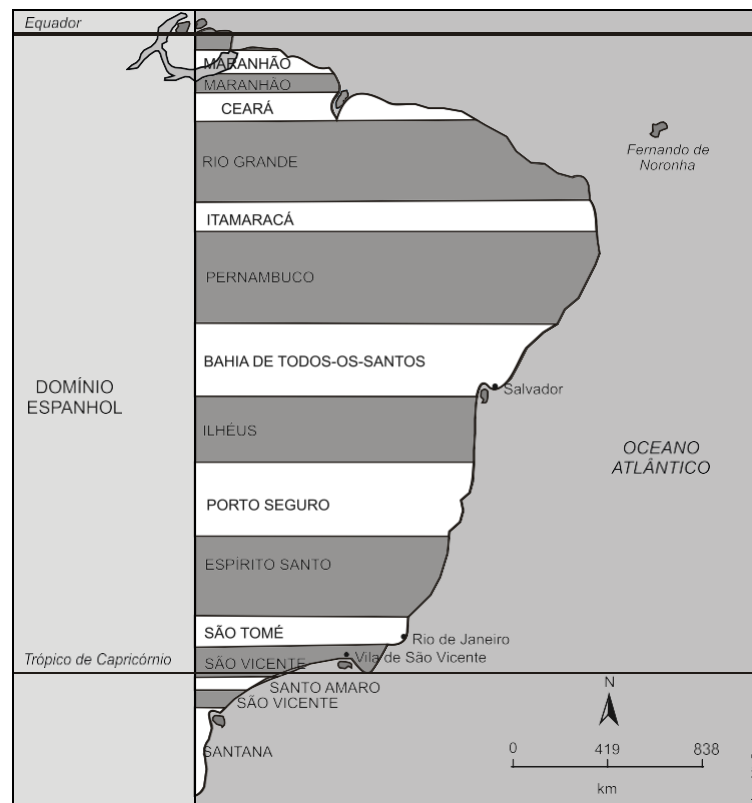 Equador
MARANHÃO
MARANHÃO
CEARÁ
RIO GRANDE
Fernando de
Noronha
ITAMARACÁ
PERNAMBUCO
BAHIA DE TODOS-OS-SANTOS
Salvador
DOMÍNIO
ESPANHOL
ILHÉUS
OCEANO
ATLÂNTICO
PORTO SEGURO
ESPÍRITO SANTO
SÃO TOMÉ
Rio de Janeiro
Trópico de Capricórnio
SÃO VICENTE
Vila de São Vicente
SANTO AMARO
SÃO VICENTE
SANTANA
N
0 419 838
km